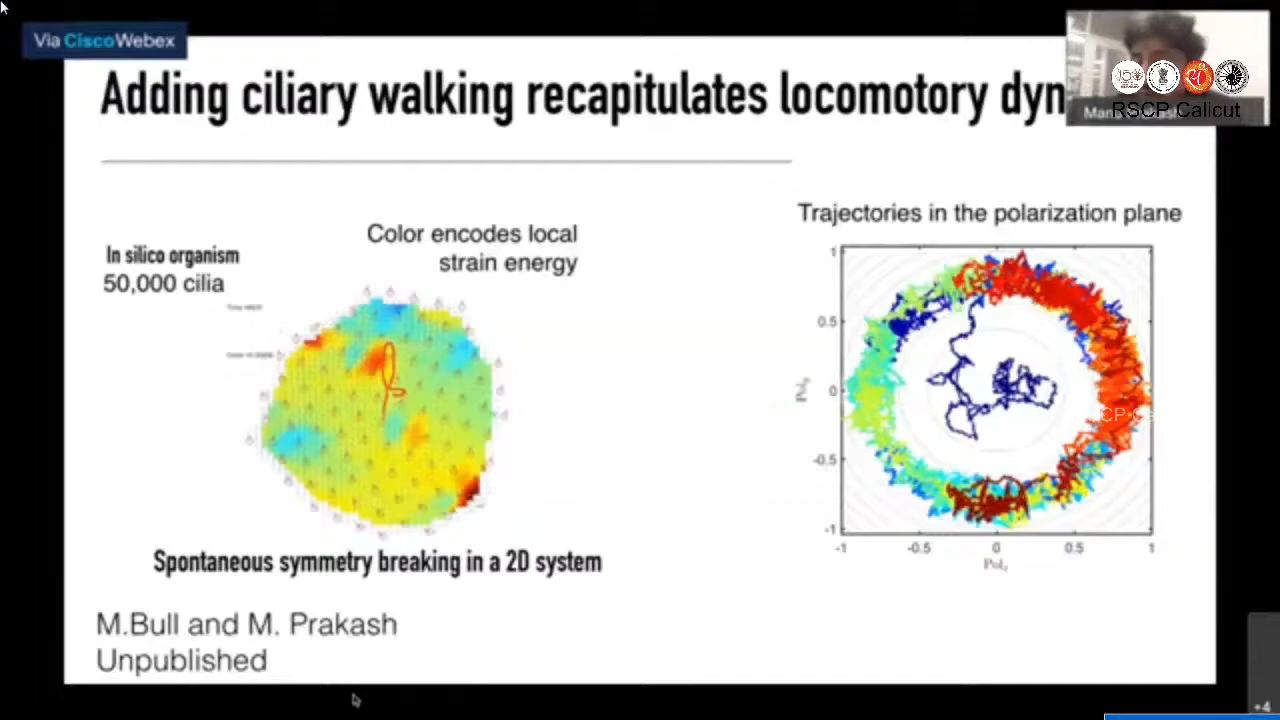 Via CiscoWebex
Adding ciliary walking recapitulates locomotory dyn
RSCP Calicut
In silico organism
50,000 cilia
Color encodes local
strain energy
Trajectories in the polarization plane
1
0.5
0
-0.5
-1
-1 -0.5 0 0.5 1
Spontaneous symmetry breaking in a 2D system
M.Bull and M. Prakash
Unpublished
+4